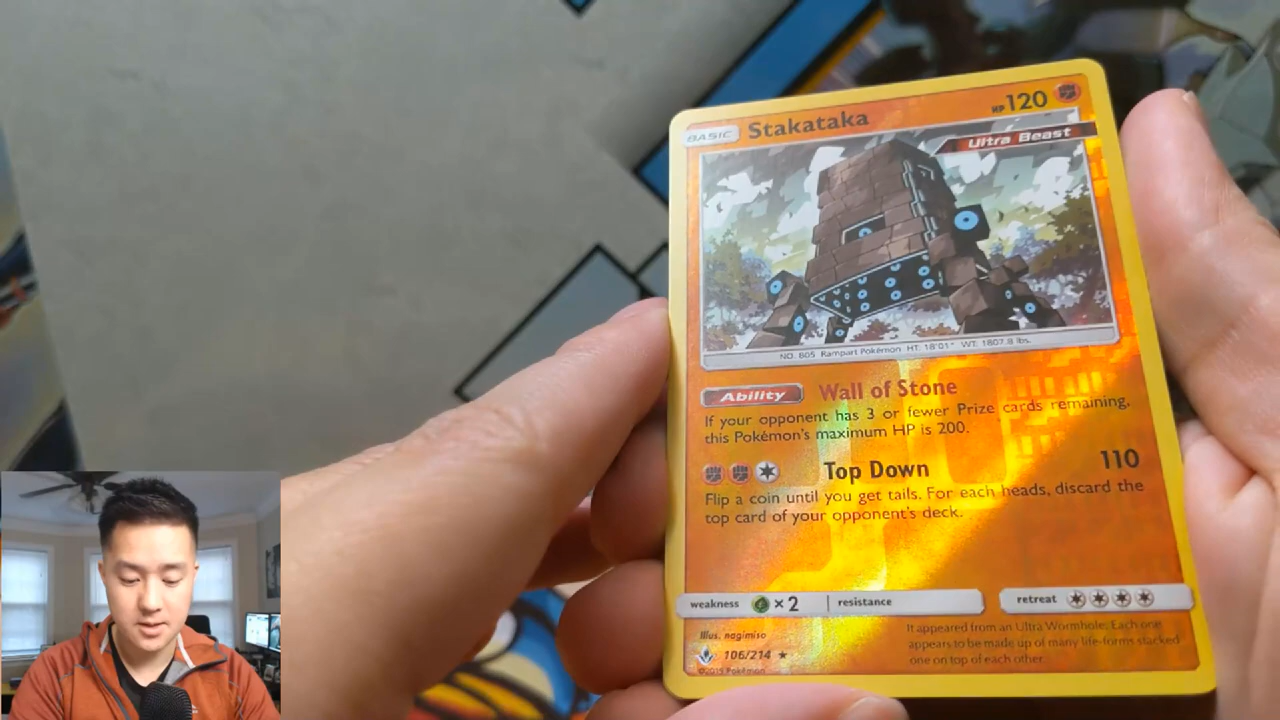 BASIC Stakataka HP120
Ultra Beast
NO. 805 Rampart Pokémon HT: 18'01" WT: 1807.8 lbs.
Ability Wall of Stone
If your opponent has 3 or fewer Prize cards remaining,
this Pokémon's maximum HP is 200.
Top Down 110
Flip a coin until you get tails. For each heads, discard the
top card of your opponent's deck.
weakness ×2 resistance retreat
Illus. nagimiso
106/214 ★
It appeared from an Ultra Wormhole. Each one
appears to be made up of many life-forms stacked
one on top of each other.